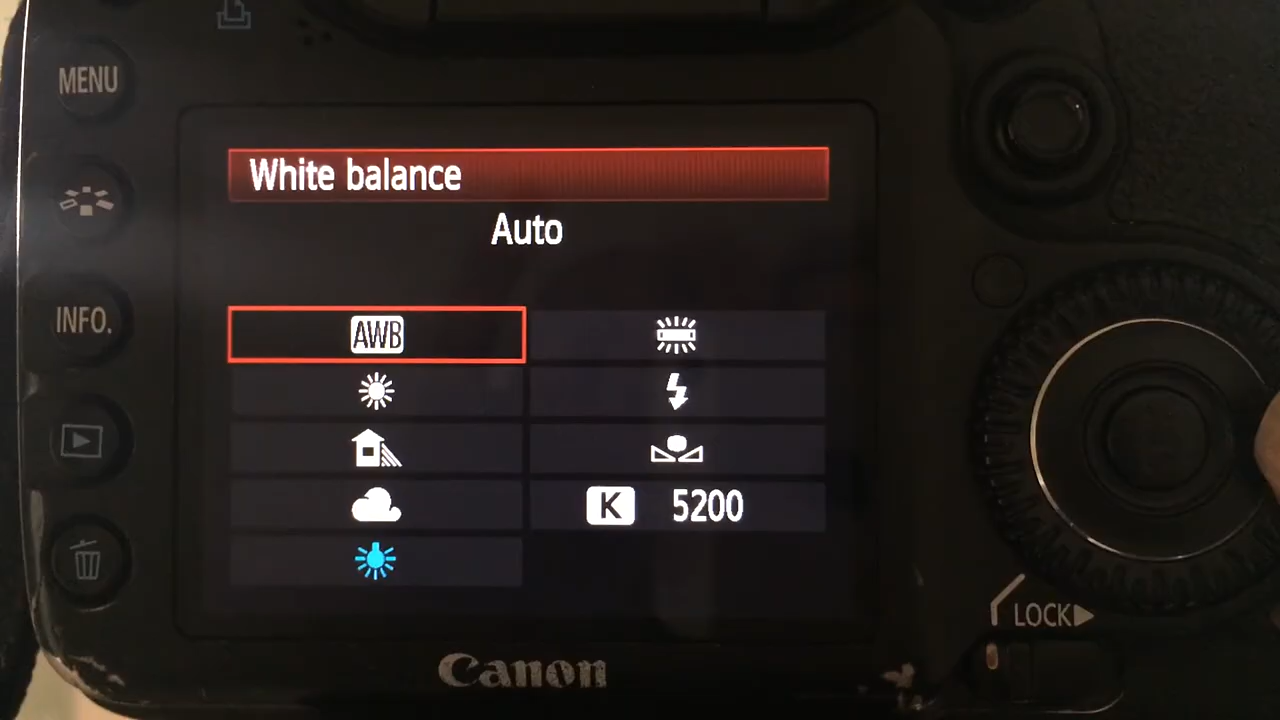 MENU
White balance
Auto
INFO.
AWB
K 5200
LOCK
Canon